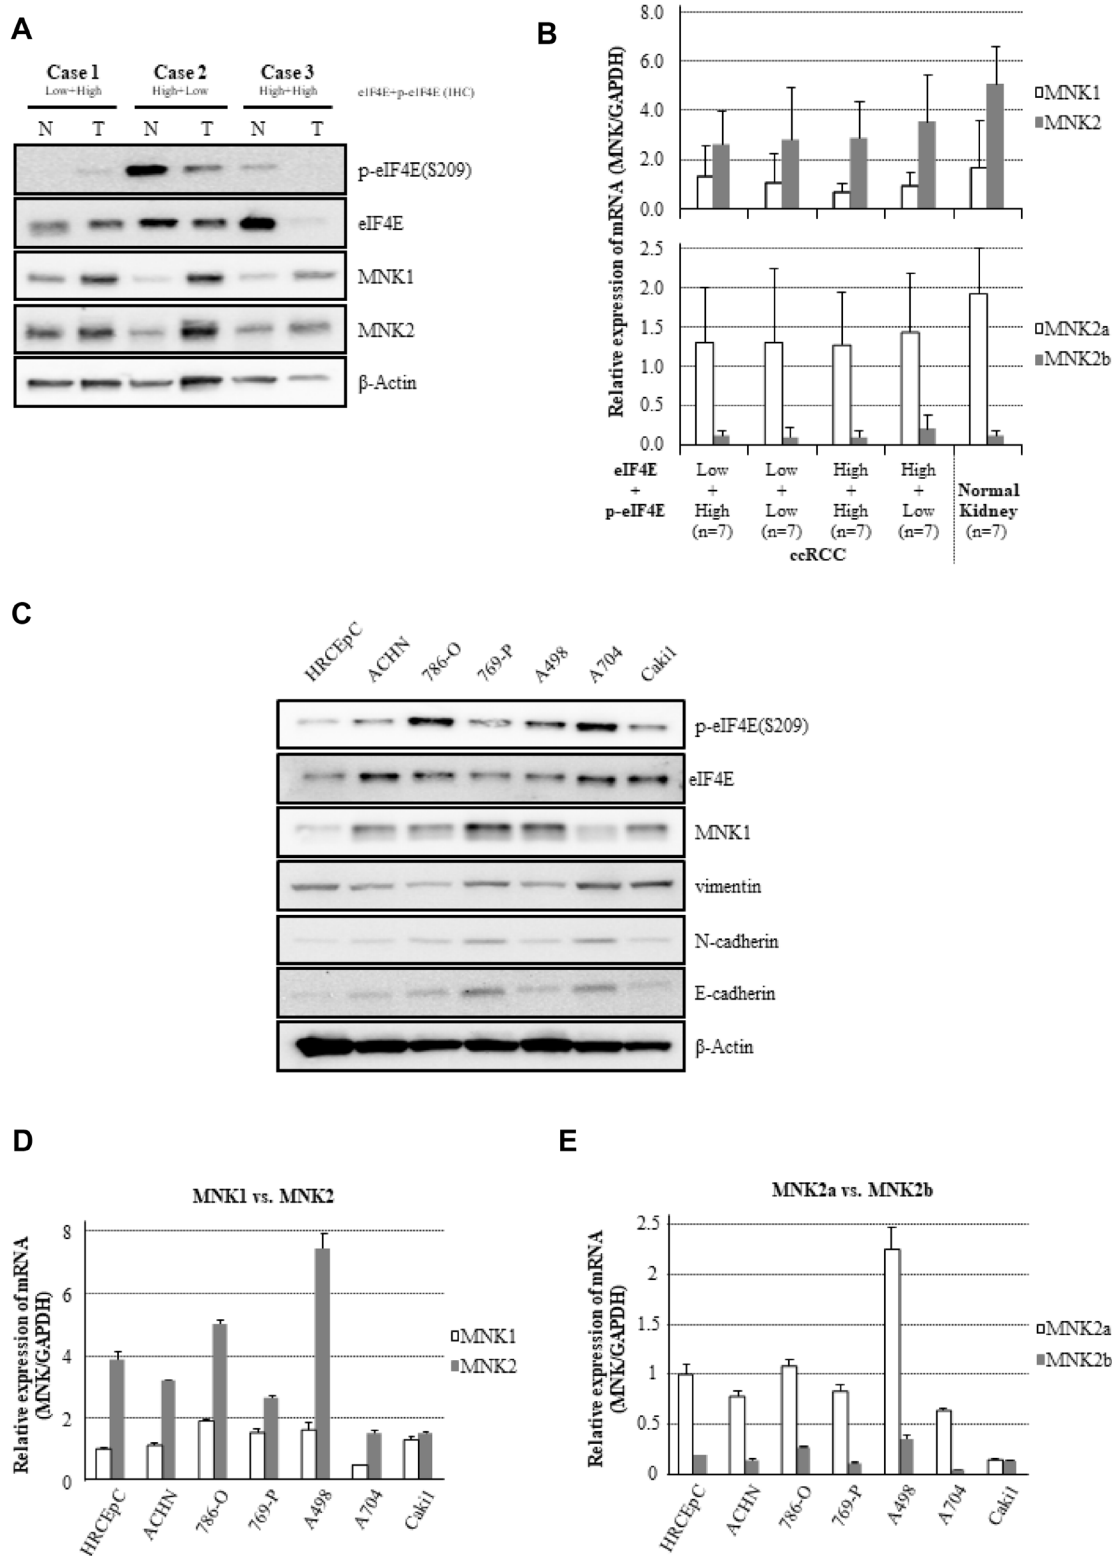 A
Case 1 Case 2 Case 3
Low+High High+Low High+High eIF4E+p-eIF4E (IHC)
N T N T N T
p-eIF4E(S209)
eIF4E
MNK1
MNK2
β-Actin
B
Relative expression of mRNA (MNK/GAPDH)
8.0
6.0
4.0
2.0
0.0
MNK1
MNK2
2.5
2.0
1.5
1.0
0.5
0.0
MNK2a
MNK2b
eIF4E Low Low High High
+ + + + + Normal
p-eIF4E High Low High Low Kidney
(n=7) (n=7) (n=7) (n=7) (n=7)
ccRCC
C
HRCEpC ACHN 786-O 769-P A498 A704 Caki1
p-eIF4E(S209)
eIF4E
MNK1
vimentin
N-cadherin
E-cadherin
β-Actin
D
MNK1 vs. MNK2
Relative expression of mRNA
(MNK/GAPDH)
8
6
4
2
0
MNK1
MNK2
HRCEpC ACHN 786-O 769-P A498 A704 Caki1
E
MNK2a vs. MNK2b
Relative expression of mRNA
(MNK/GAPDH)
2.5
2
1.5
1
0.5
0
MNK2a
MNK2b
HRCEpC ACHN 786-O 769-P A498 A704 Caki1